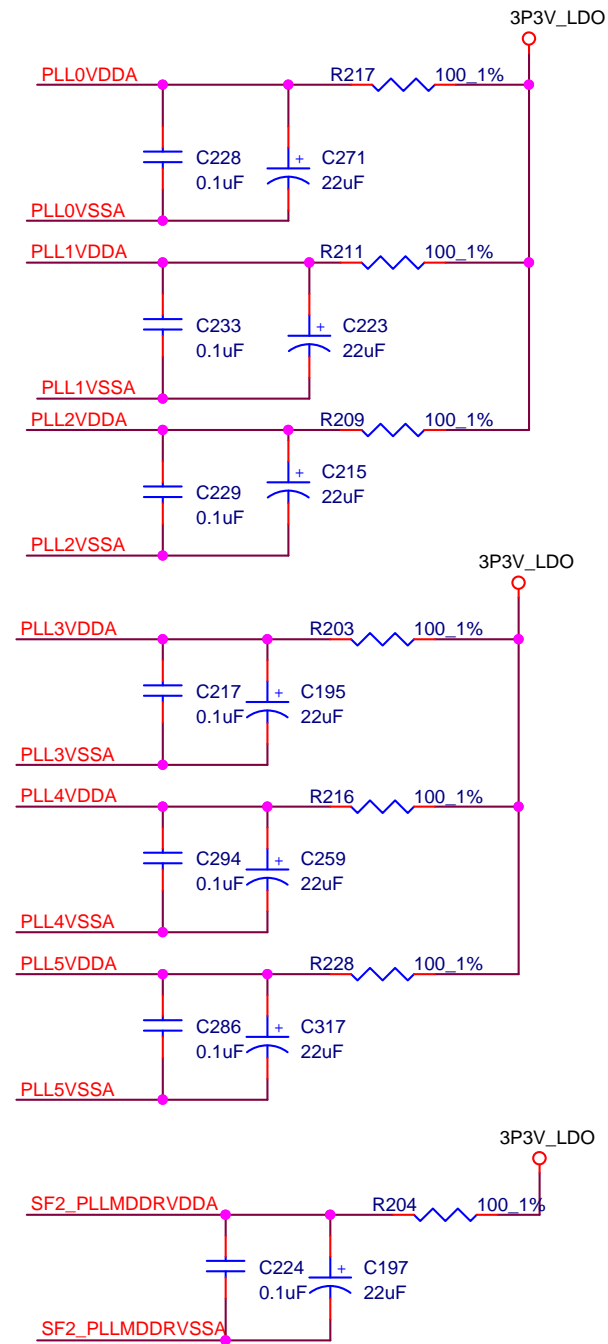 3P3V_LDO
PLL0VDDA
R217
100_1%
C228
0.1uF
+
C271
22uF
PLL0VSSA
PLL1VDDA
R211
100_1%
C233
0.1uF
+
C223
22uF
PLL1VSSA
PLL2VDDA
R209
100_1%
C229
0.1uF
+
C215
22uF
PLL2VSSA
3P3V_LDO
PLL3VDDA
R203
100_1%
C217
0.1uF
+
C195
22uF
PLL3VSSA
PLL4VDDA
R216
100_1%
C294
0.1uF
+
C259
22uF
PLL4VSSA
PLL5VDDA
R228
100_1%
C286
0.1uF
+
C317
22uF
PLL5VSSA
3P3V_LDO
SF2_PLLMDDRVDDA
R204
100_1%
C224
0.1uF
+
C197
22uF
SF2_PLLMDDRVSSA